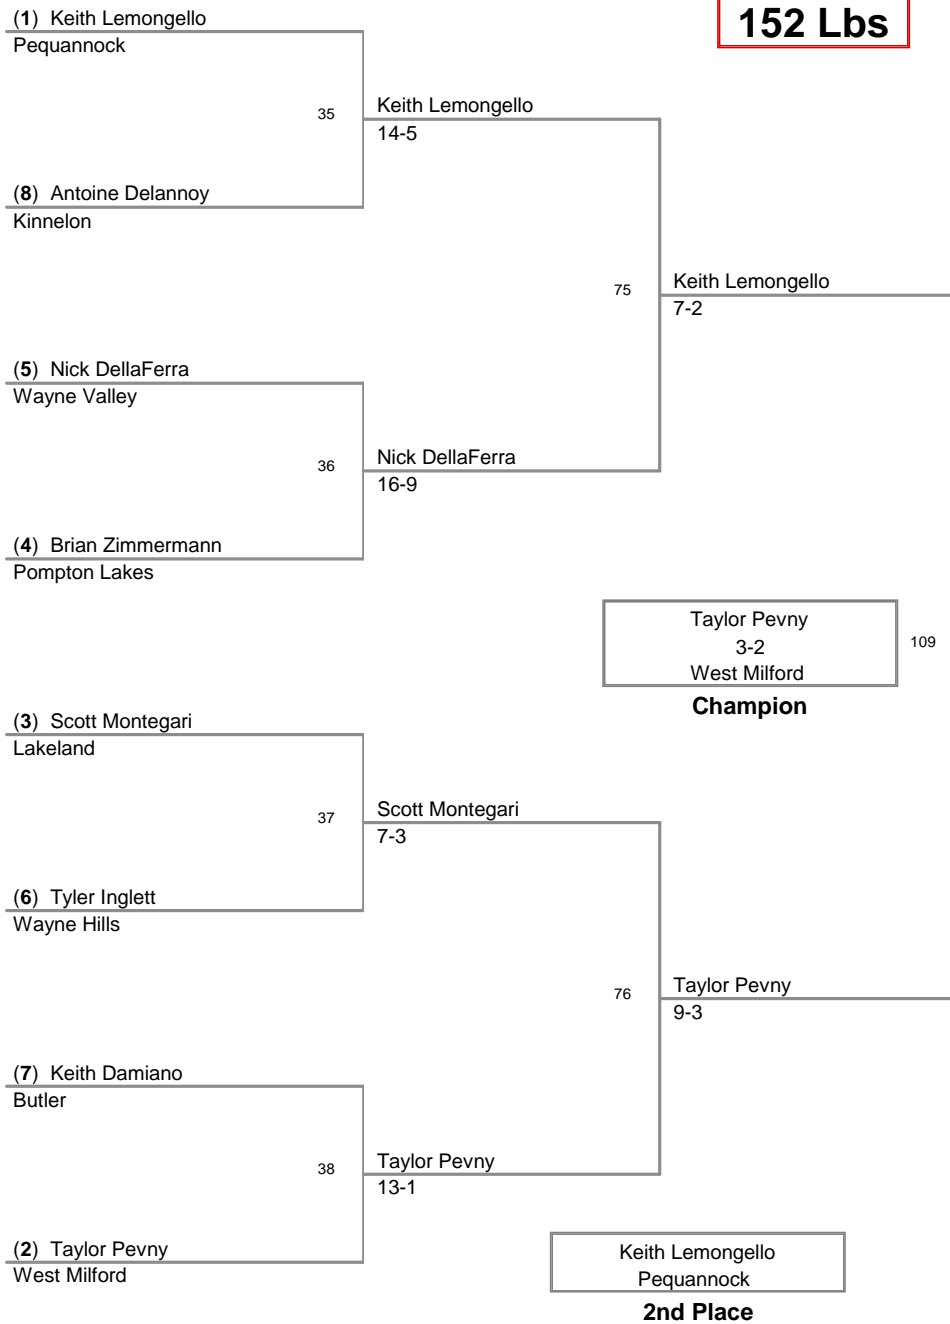 152 Lbs
(1) Keith Lemongello
Pequannock
35
Keith Lemongello
14-5
(8) Antoine Delannoy
Kinnelon
75
Keith Lemongello
7-2
(5) Nick DellaFerra
Wayne Valley
36
Nick DellaFerra
16-9
(4) Brian Zimmermann
Pompton Lakes
Taylor Pevny
3-2
West Milford
109
Champion
(3) Scott Montegari
Lakeland
37
Scott Montegari
7-3
(6) Tyler Inglett
Wayne Hills
76
Taylor Pevny
9-3
(7) Keith Damiano
Butler
38
Taylor Pevny
13-1
(2) Taylor Pevny
West Milford
Keith Lemongello
Pequannock
2nd Place